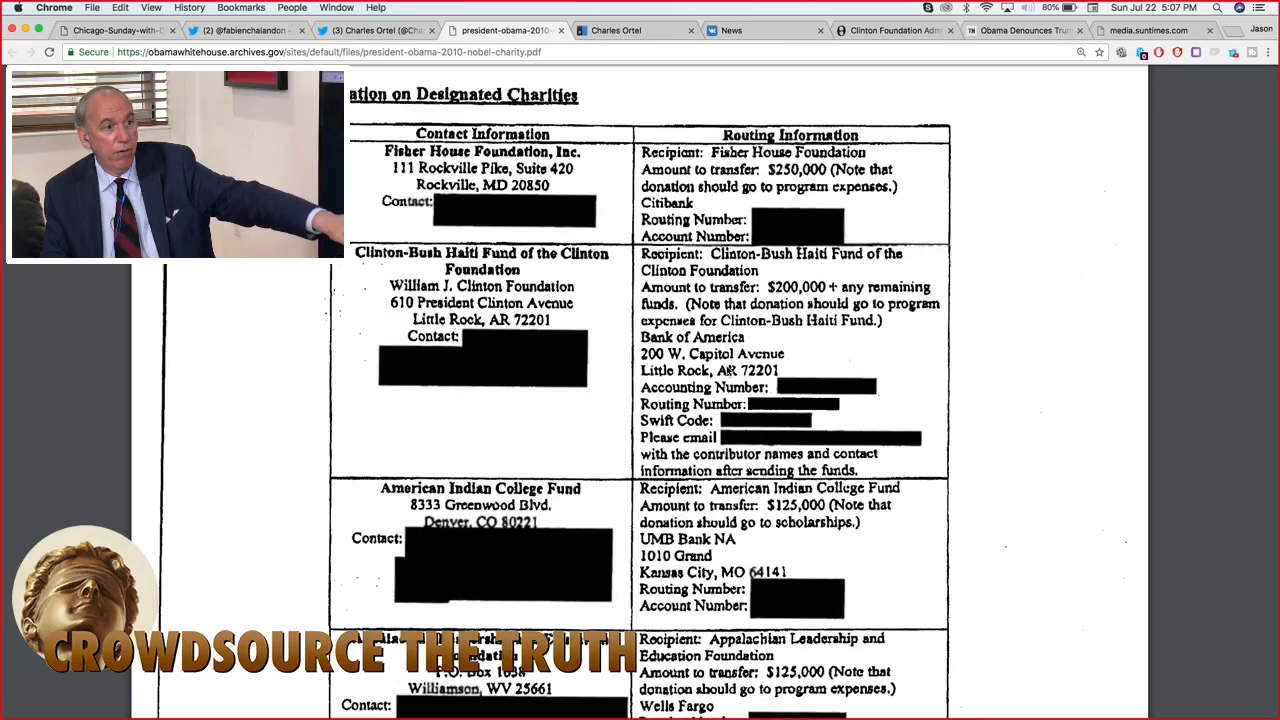 Chrome File Edit View History Bookmarks People Window Help 80% Sun Jul 22 5:07 PM
Chicago-Sunday-with-C (2) @fabienchalandon - (3) Charles Ortel (@Cha president-obama-2010- Charles Ortel News Clinton Foundation Adm Obama Denounces Trum media.suntimes.com Jason
Secure https://obamawhitehouse.archives.gov/sites/default/files/president-obama-2010-nobel-charity.pdf
ation on Designated Charities
Contact Information
Routing Information
Fisher House Foundation, Inc.
111 Rockville Pike, Suite 420
Rockville, MD 20850
Contact:
Recipient: Fisher House Foundation
Amount to transfer: $250,000 (Note that
donation should go to program expenses.)
Citibank
Routing Number:
Account Number:
Clinton-Bush Haiti Fund of the Clinton
Foundation
William J. Clinton Foundation
610 President Clinton Avenue
Little Rock, AR 72201
Contact:
Recipient: Clinton-Bush Haiti Fund of the
Clinton Foundation
Amount to transfer: $200,000 + any remaining
funds. (Note that donation should go to program
expenses for Clinton-Bush Haiti Fund.)
Bank of America
200 W. Capitol Avenue
Little Rock, AR 72201
Accounting Number:
Routing Number:
Swift Code:
Please email
with the contributor names and contact
information after sending the funds.
American Indian College Fund
8333 Greenwood Blvd.
Denver, CO 80221
Contact:
Recipient: American Indian College Fund
Amount to transfer: $125,000 (Note that
donation should go to scholarships.)
UMB Bank NA
1010 Grand
Kansas City, MO 64141
Routing Number:
Account Number:
Williamson, WV 25661
Contact:
Recipient: Appalachian Leadership and
Education Foundation
Amount to transfer: $125,000 (Note that
donation should go to program expenses.)
Wells Fargo
CROWDSOURCE THE TRUTH